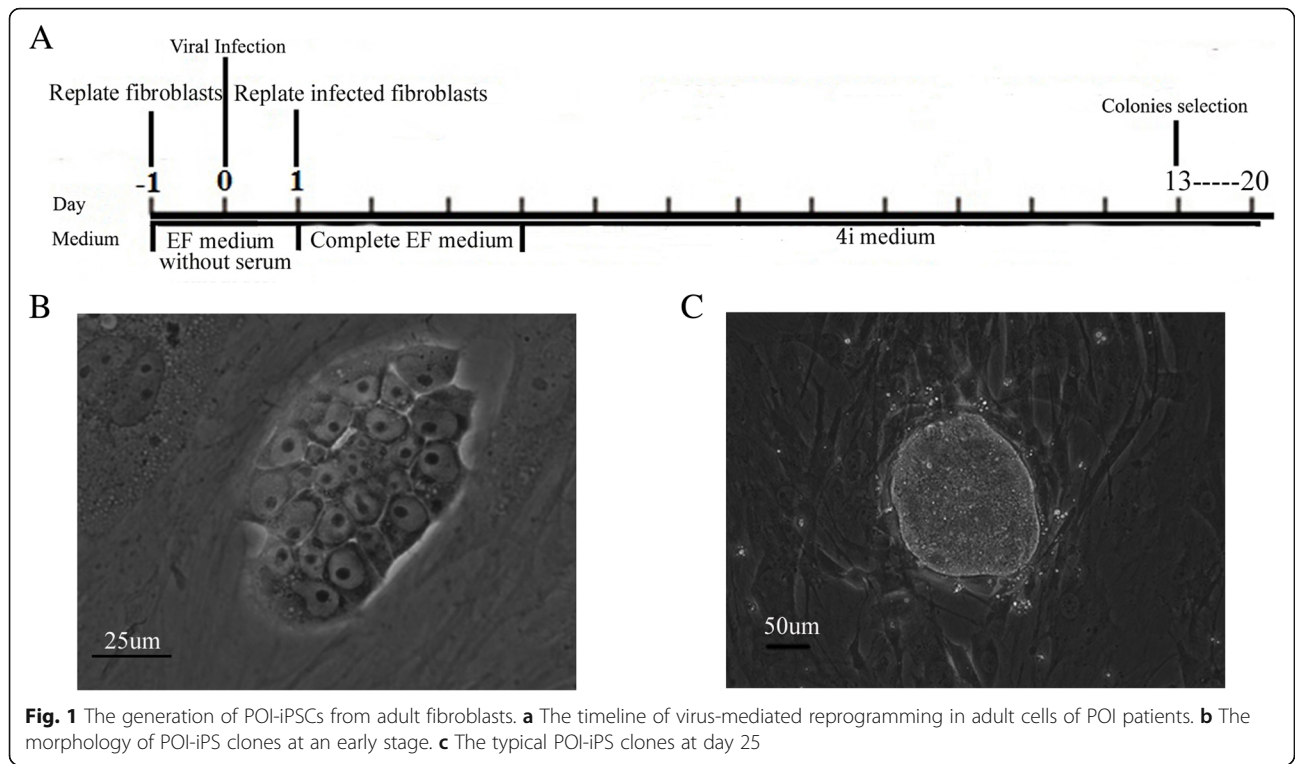 A
Viral Infection
Replate fibroblasts
Replate infected fibroblasts
Colonies selection
-1
0
1
13-----20
Day
Medium
EF medium
without serum
Complete EF medium
4i medium
B
25um
C
50um
Fig. 1 The generation of POI-iPSCs from adult fibroblasts. a The timeline of virus-mediated reprogramming in adult cells of POI patients. b The
morphology of POI-iPS clones at an early stage. c The typical POI-iPS clones at day 25